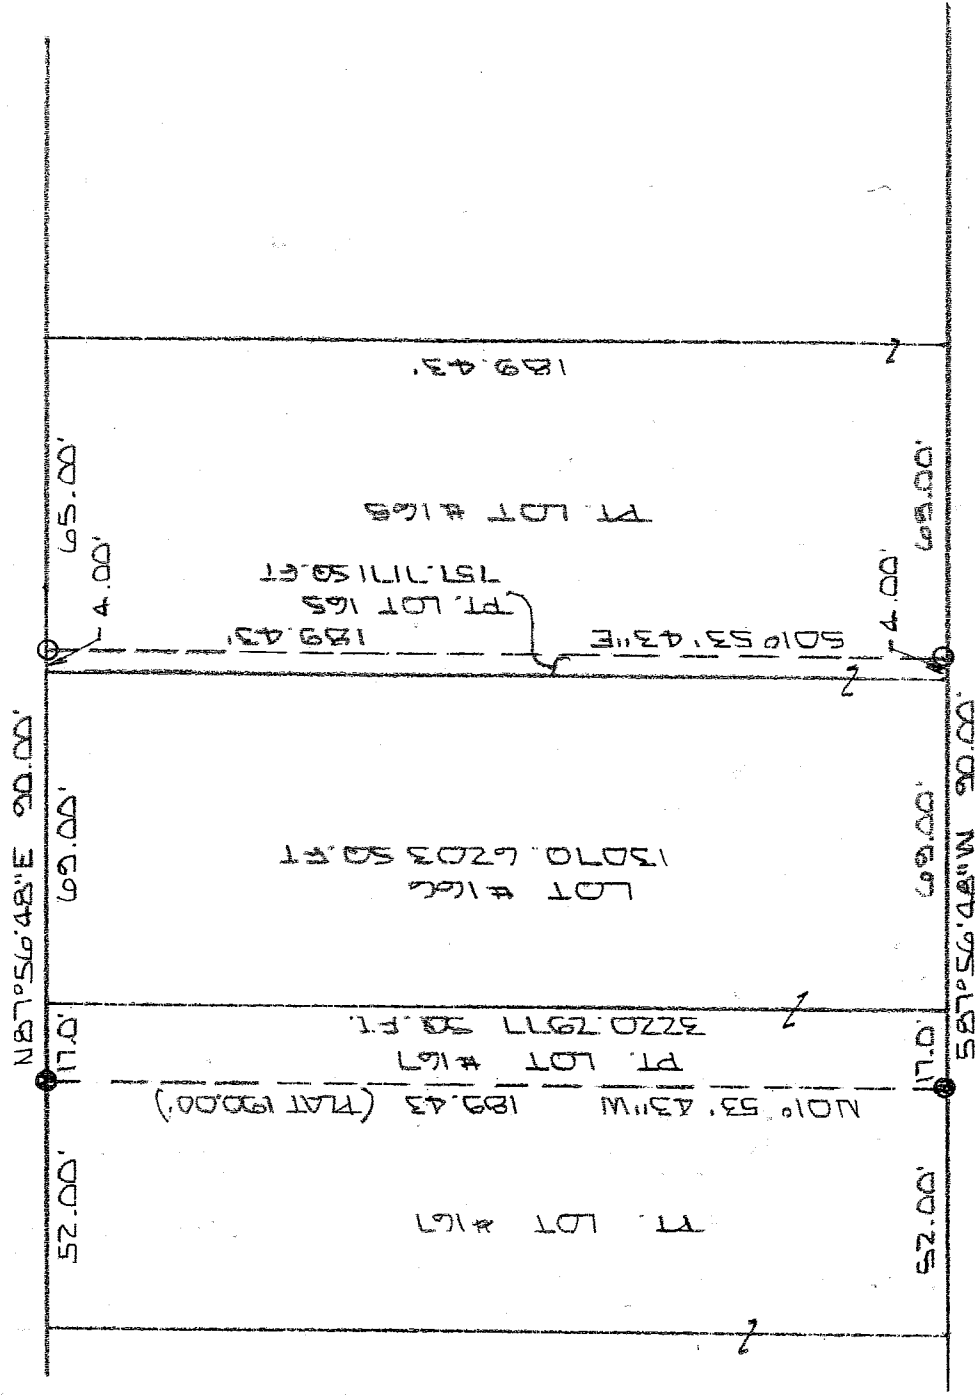 189.43'
65.00'
65.00'
PT. LOT #165
4.00'
4.00'
PT. LOT 165
757.7171 SQ.FT
S01° 53' 43"E
189.43'
N87°56'48"E 90.00'
S87°56'48"W 90.00'
69.00'
69.00'
LOT #166
13070.6203 SQ.FT
17.0'
17.0'
PT. LOT #167
3220.2977 SQ.FT.
N01° 53' 43"W 189.43 (PLAT 190.00')
52.00'
52.00'
PT. LOT #167